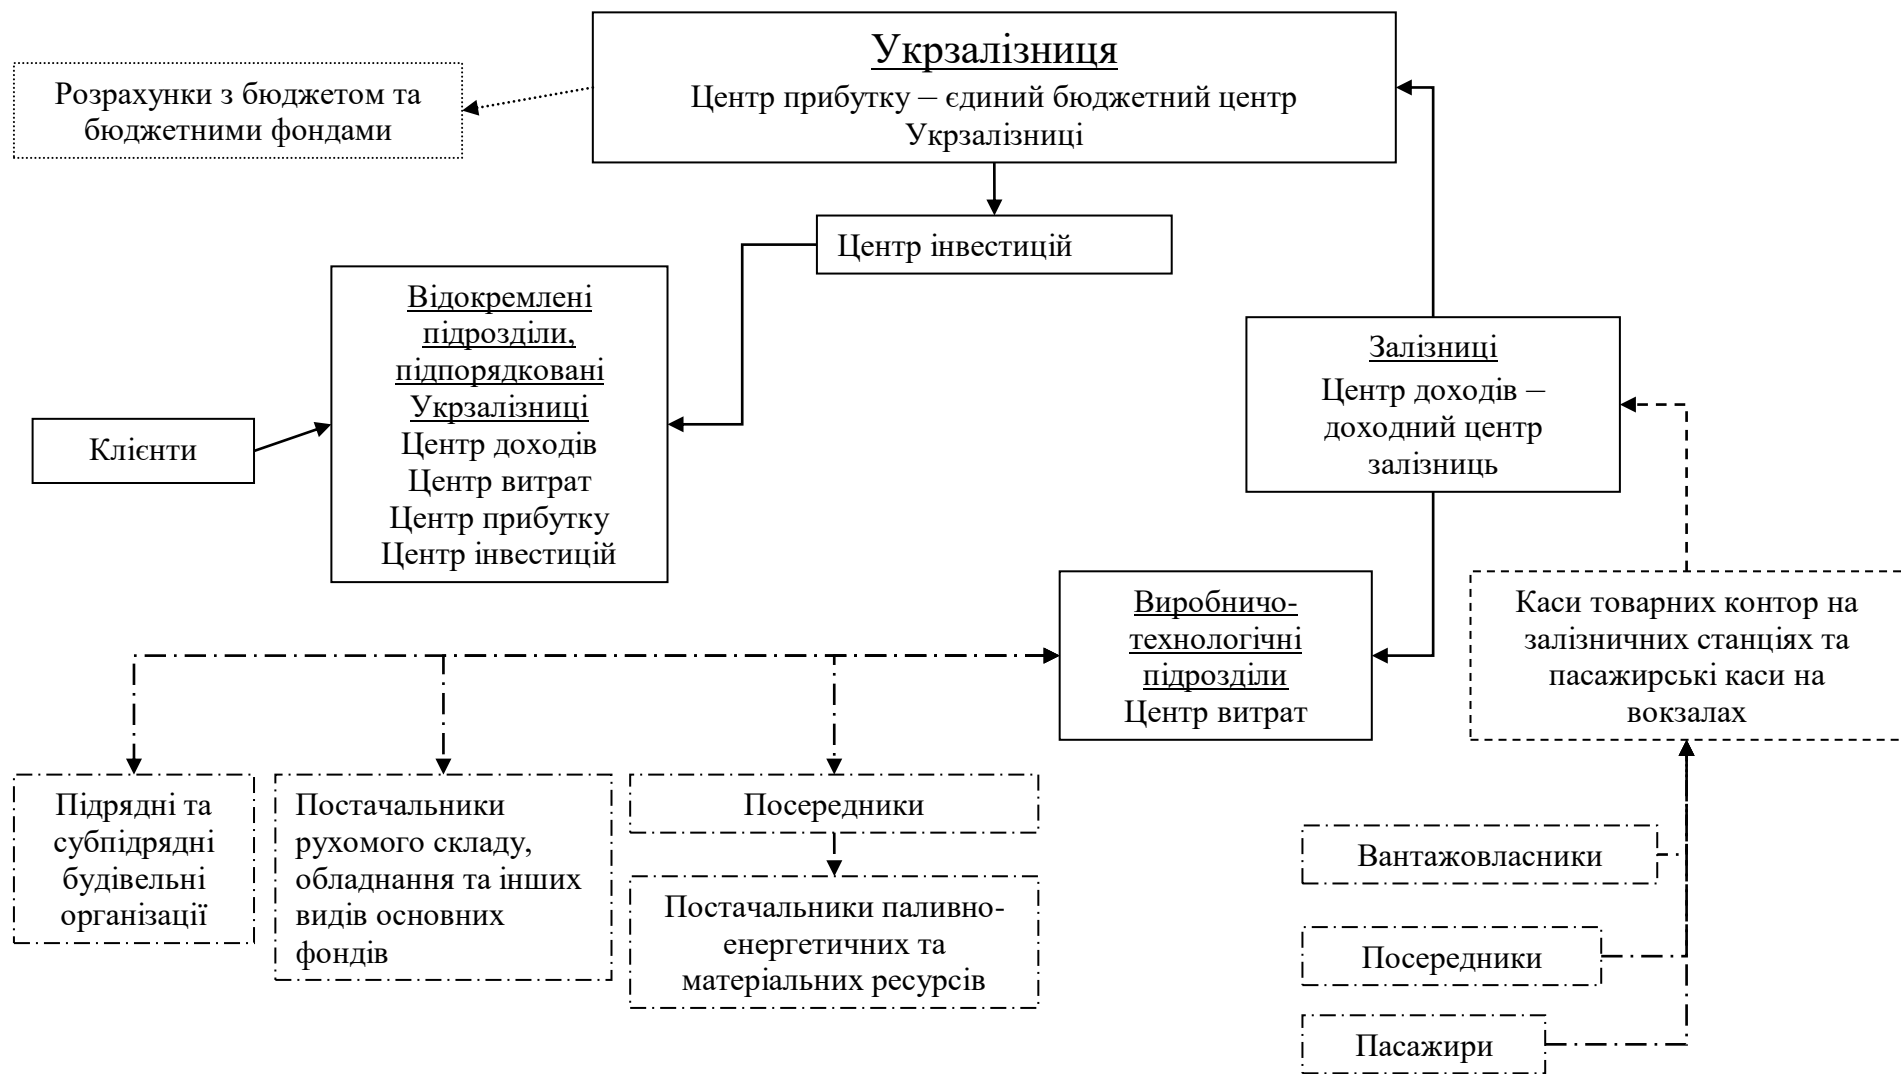 Укрзалізниця
Центр прибутку – єдиний бюджетний центр
Укрзалізниці
Розрахунки з бюджетом та
бюджетними фондами
Центр інвестицій
Відокремлені
підрозділи,
підпорядковані
Укрзалізниці
Центр доходів
Центр витрат
Центр прибутку
Центр інвестицій
Клієнти
Залізниці
Центр доходів –
доходний центр
залізниць
Виробничо-
технологічні
підрозділи
Центр витрат
Каси товарних контор на
залізничних станціях та
пасажирські каси на
вокзалах
Підрядні та
субпідрядні
будівельні
організації
Постачальники
рухомого складу,
обладнання та інших
видів основних
фондів
Посередники
Постачальники паливно-
енергетичних та
матеріальних ресурсів
Вантажовласники
Посередники
Пасажири